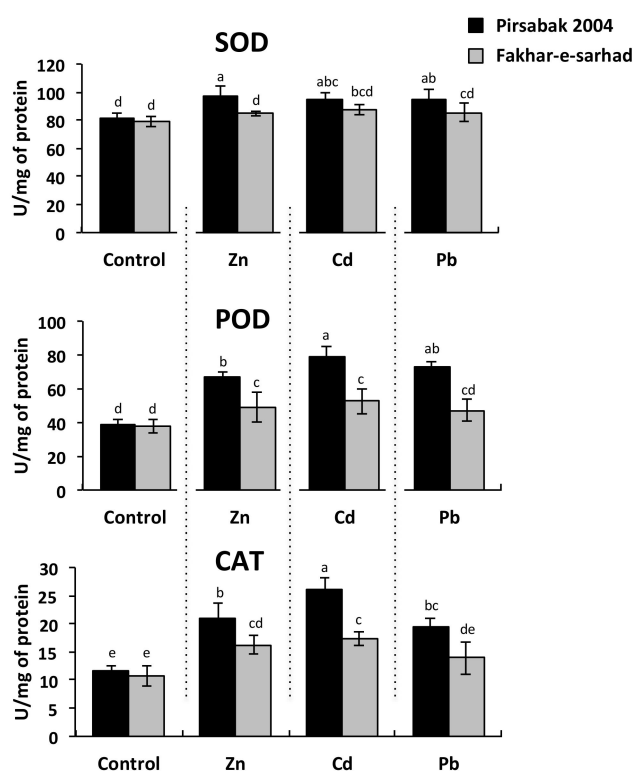 Pirsabak 2004
Fakhar-e-sarhad
SOD
U/mg of protein
120
100
80
60
40
20
0
d d a d abc bcd ab cd
Control Zn Cd Pb
POD
U/mg of protein
100
80
60
40
20
0
d d b c a c ab cd
Control Zn Cd Pb
CAT
U/mg of protein
30
25
20
15
10
5
0
e e b cd a c bc de
Control Zn Cd Pb